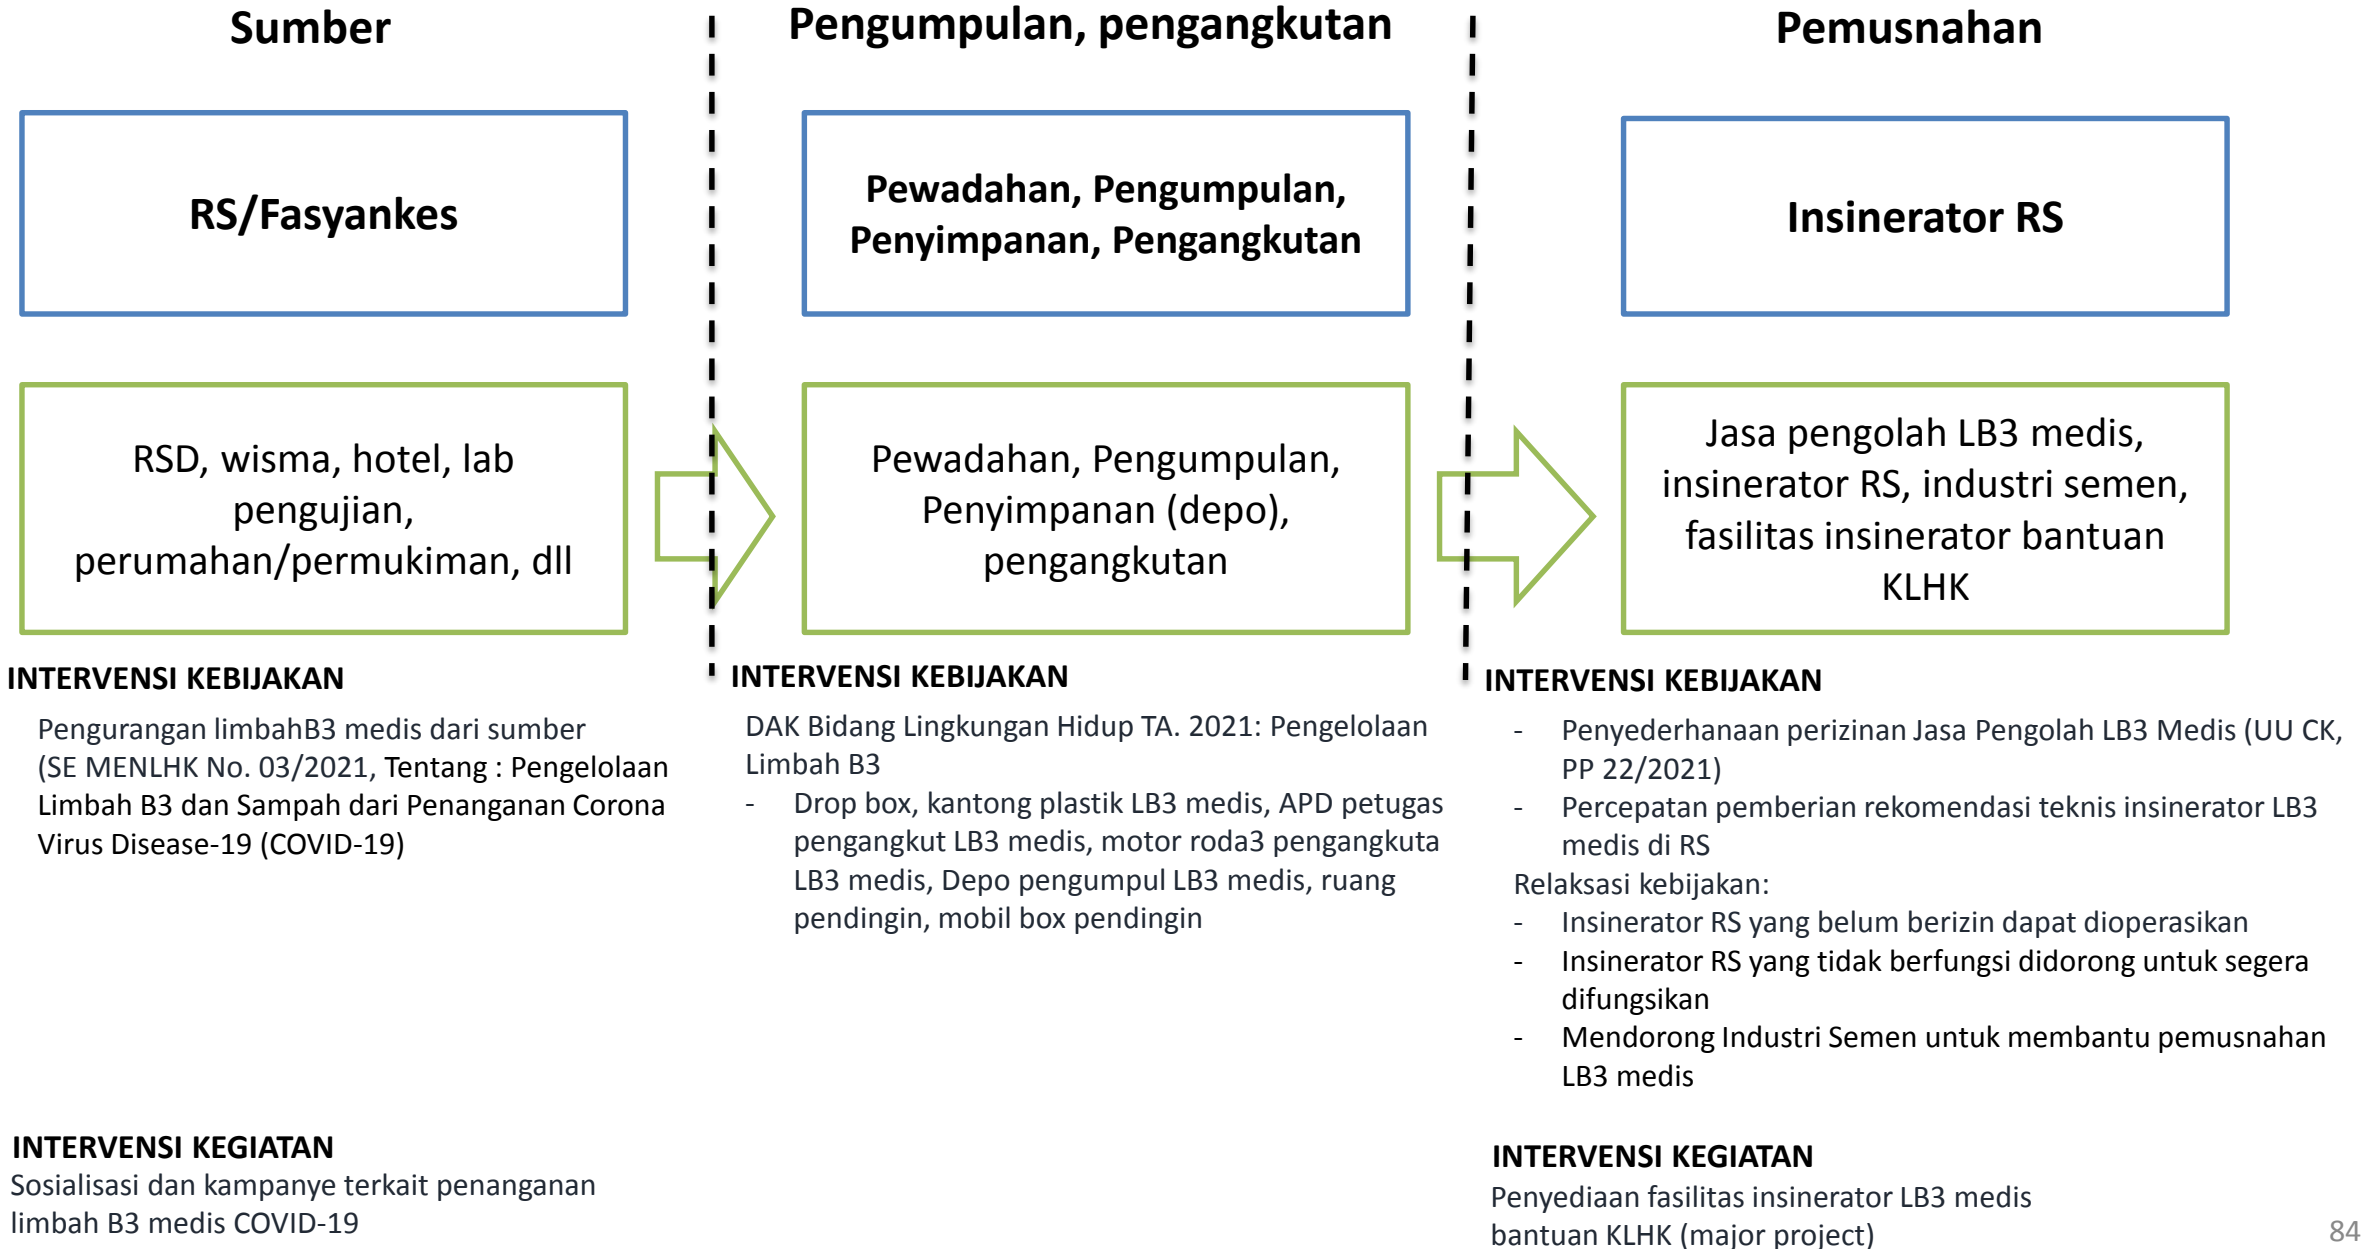 Sumber
Pengumpulan, pengangkutan
Pemusnahan
RS/Fasyankes
Pewadahan, Pengumpulan,
Penyimpanan, Pengangkutan
Insinerator RS
RSD, wisma, hotel, lab
pengujian,
perumahan/permukiman, dll
Pewadahan, Pengumpulan,
Penyimpanan (depo),
pengangkutan
Jasa pengolah LB3 medis,
insinerator RS, industri semen,
fasilitas insinerator bantuan
KLHK
INTERVENSI KEBIJAKAN
Pengurangan limbahB3 medis dari sumber
(SE MENLHK No. 03/2021, Tentang : Pengelolaan
Limbah B3 dan Sampah dari Penanganan Corona
Virus Disease-19 (COVID-19)
INTERVENSI KEBIJAKAN
DAK Bidang Lingkungan Hidup TA. 2021: Pengelolaan
Limbah B3
- Drop box, kantong plastik LB3 medis, APD petugas
pengangkut LB3 medis, motor roda3 pengangkuta
LB3 medis, Depo pengumpul LB3 medis, ruang
pendingin, mobil box pendingin
INTERVENSI KEBIJAKAN
- Penyederhanaan perizinan Jasa Pengolah LB3 Medis (UU CK,
PP 22/2021)
- Percepatan pemberian rekomendasi teknis insinerator LB3
medis di RS
Relaksasi kebijakan:
- Insinerator RS yang belum berizin dapat dioperasikan
- Insinerator RS yang tidak berfungsi didorong untuk segera
difungsikan
- Mendorong Industri Semen untuk membantu pemusnahan
LB3 medis
INTERVENSI KEGIATAN
Sosialisasi dan kampanye terkait penanganan
limbah B3 medis COVID-19
INTERVENSI KEGIATAN
Penyediaan fasilitas insinerator LB3 medis
bantuan KLHK (major project)
84